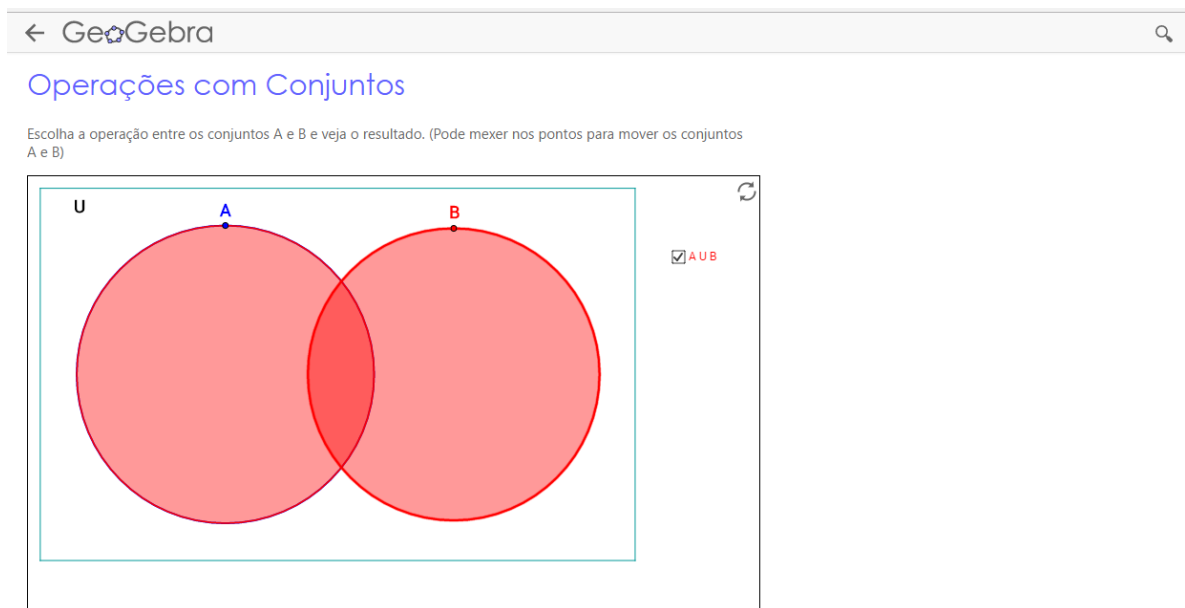 GeoGebra
Operações com Conjuntos
Escolha a operação entre os conjuntos A e B e veja o resultado. (Pode mexer nos pontos para mover os conjuntos
A e B)
U
A
B
A U B